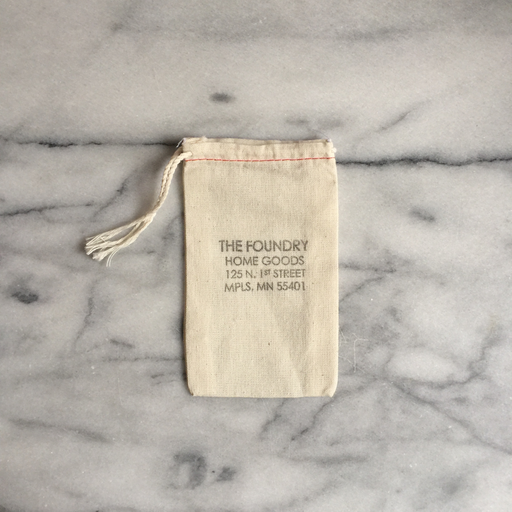 THE FOUNDRY
HOME GOODS
125 N. 1ST STREET
MPLS, MN 55401